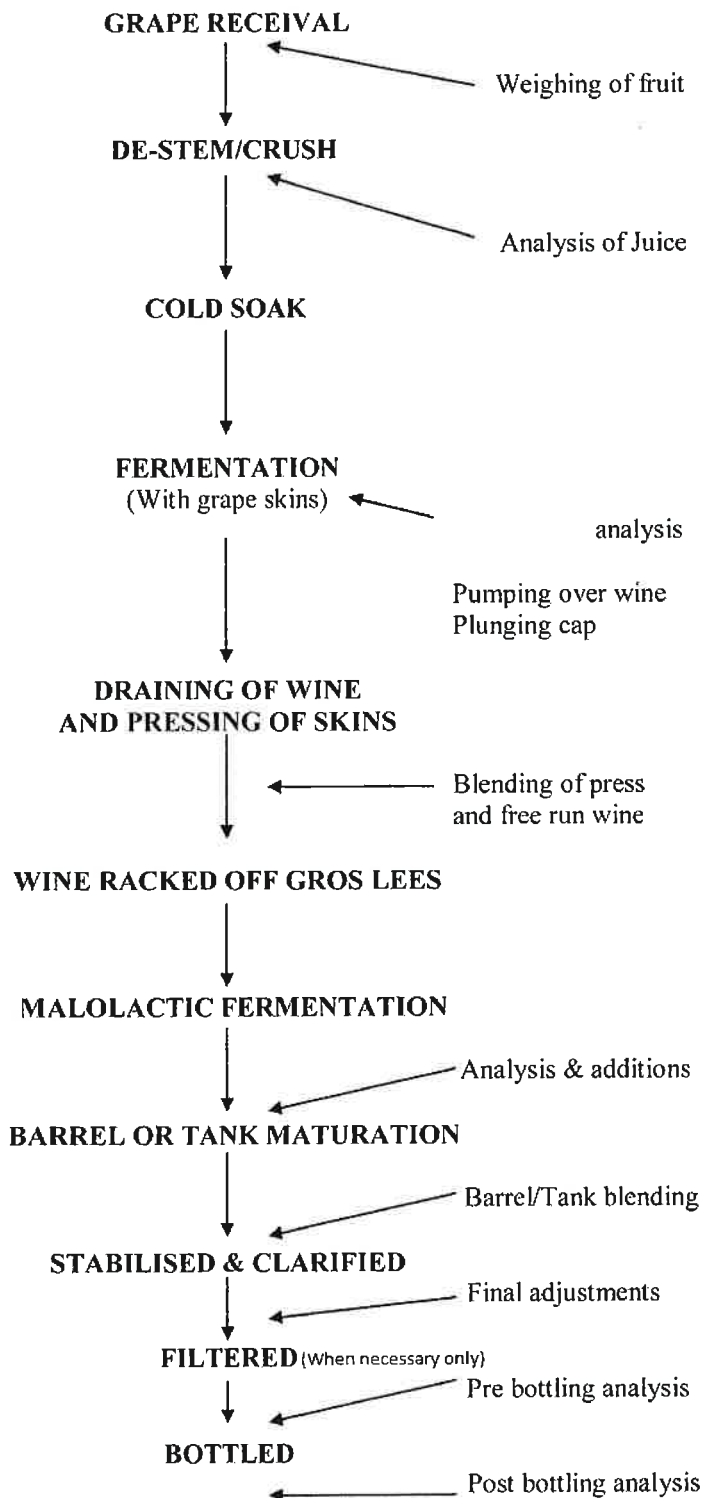 GRAPE RECEIVAL
Weighing of fruit
DE-STEM/CRUSH
Analysis of Juice
COLD SOAK
FERMENTATION
(With grape skins)
analysis
Pumping over wine
Plunging cap
DRAINING OF WINE
AND PRESSING OF SKINS
Blending of press
and free run wine
WINE RACKED OFF GROS LEES
MALOLACTIC FERMENTATION
Analysis & additions
BARREL OR TANK MATURATION
Barrel/Tank blending
STABILISED & CLARIFIED
Final adjustments
FILTERED (When necessary only)
Pre bottling analysis
BOTTLED
Post bottling analysis